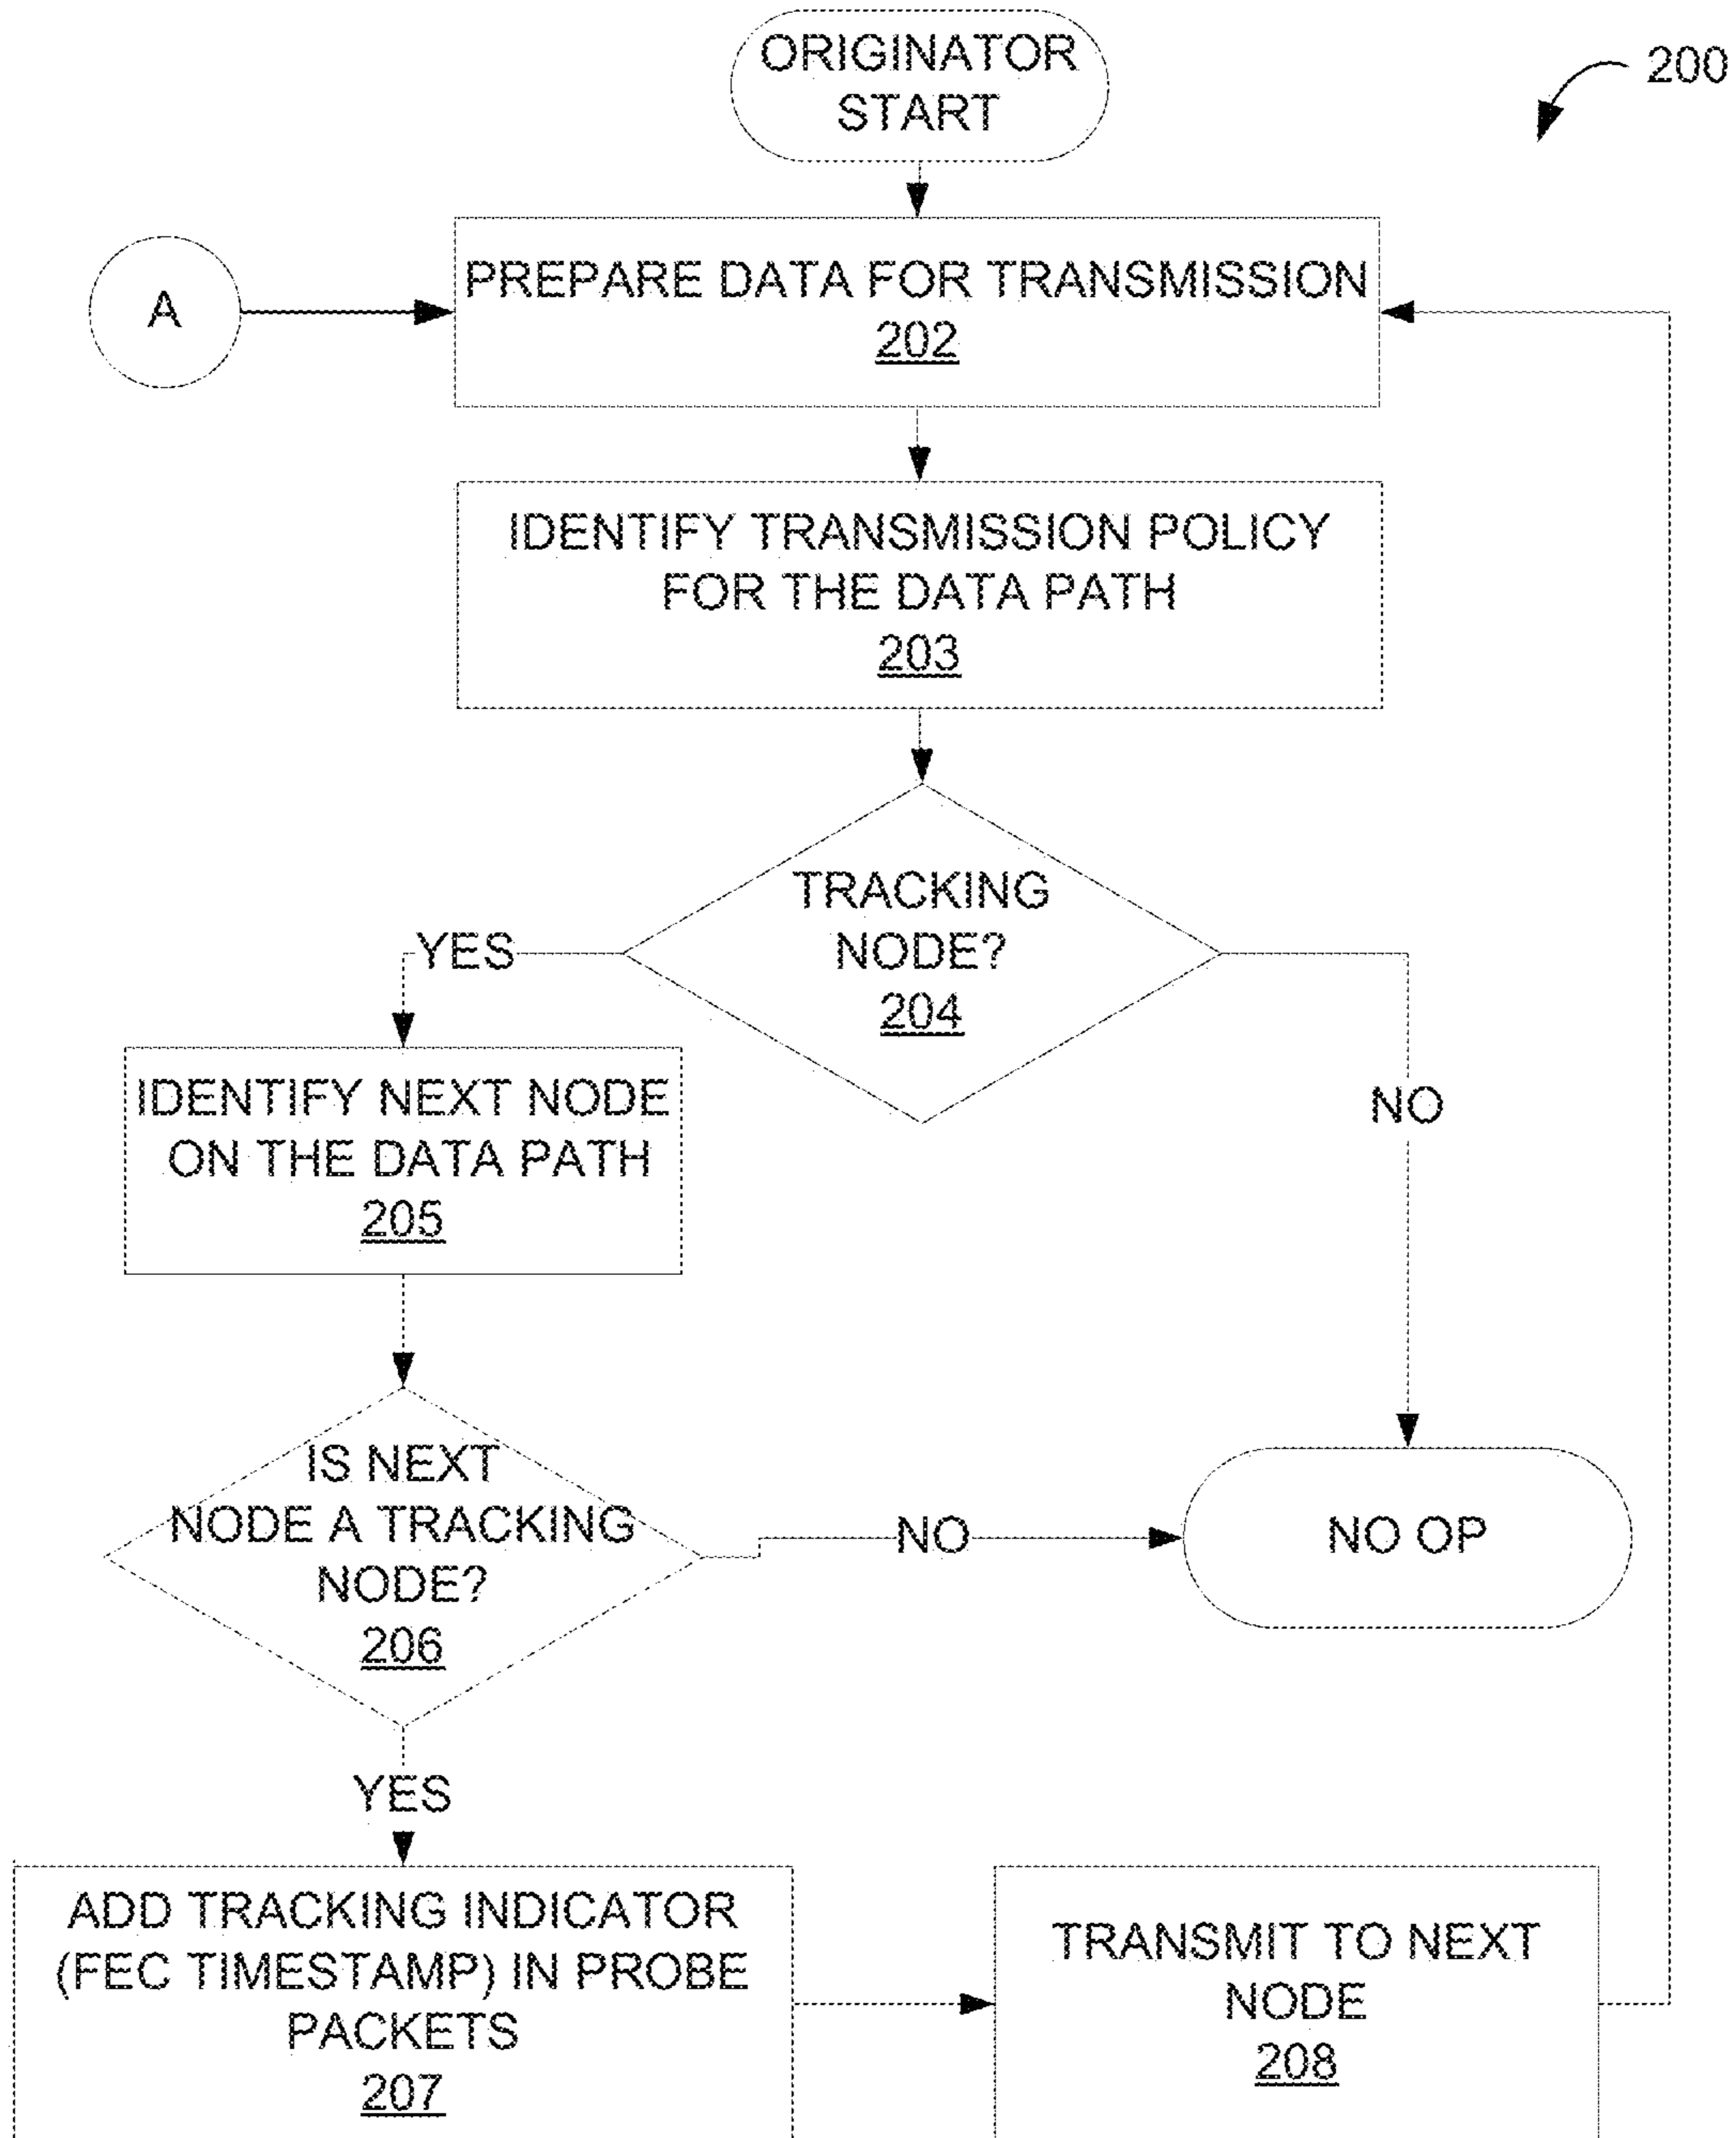 ORIGINATOR
START
200
A
PREPARE DATA FOR TRANSMISSION
202
IDENTIFY TRANSMISSION POLICY
FOR THE DATA PATH
203
TRACKING
NODE?
204
YES
NO
IDENTIFY NEXT NODE
ON THE DATA PATH
205
IS NEXT
NODE A TRACKING
NODE?
206
NO
NO OP
YES
ADD TRACKING INDICATOR
(FEC TIMESTAMP) IN PROBE
PACKETS
207
TRANSMIT TO NEXT
NODE
208